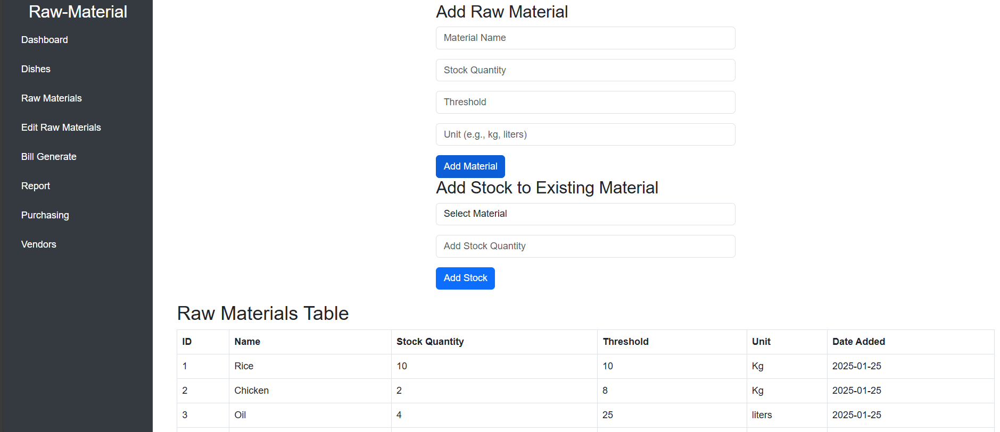 Raw-Material
Dashboard
Dishes
Raw Materials
Edit Raw Materials
Bill Generate
Report
Purchasing
Vendors
Add Raw Material
Material Name
Stock Quantity
Threshold
Unit (e.g., kg, liters)
Add Material
Add Stock to Existing Material
Select Material
Add Stock Quantity
Add Stock
Raw Materials Table
ID Name Stock Quantity Threshold Unit Date Added
1 Rice 10 10 Kg 2025-01-25
2 Chicken 2 8 Kg 2025-01-25
3 Oil 4 25 liters 2025-01-25